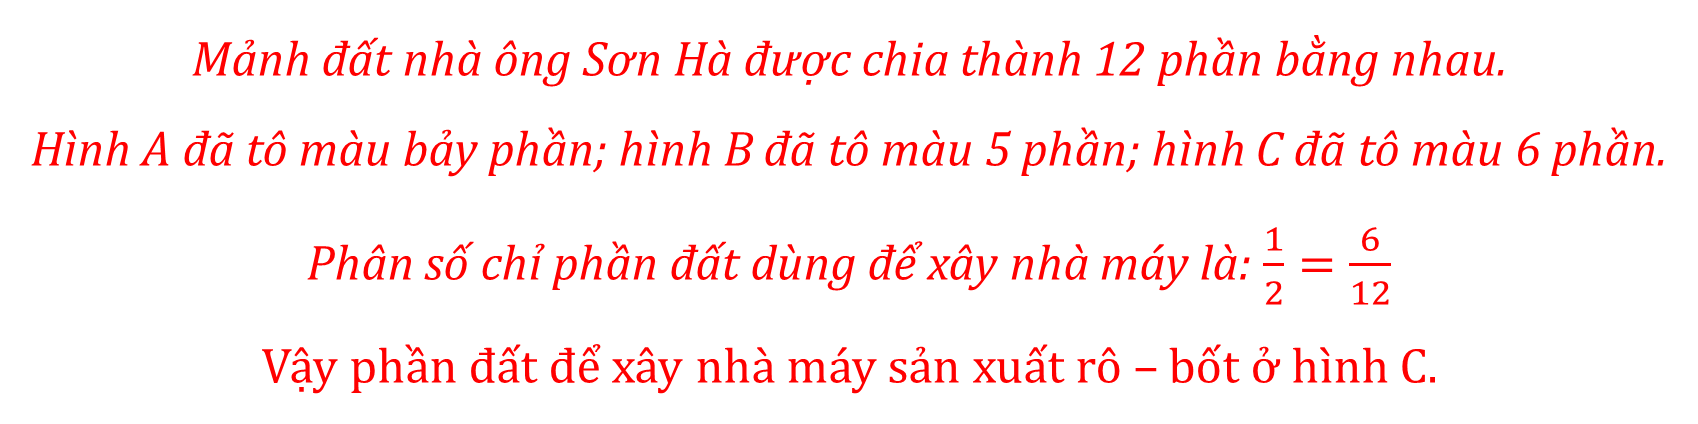 Mảnh đất nhà ông Sơn Hà được chia thành 12 phần bằng nhau.
Hình A đã tô màu bảy phần; hình B đã tô màu 5 phần; hình C đã tô màu 6 phần.
Phân số chỉ phần đất dùng để xây nhà máy là: 1/2 = 6/12
Vậy phần đất để xây nhà máy sản xuất rô – bốt ở hình C.